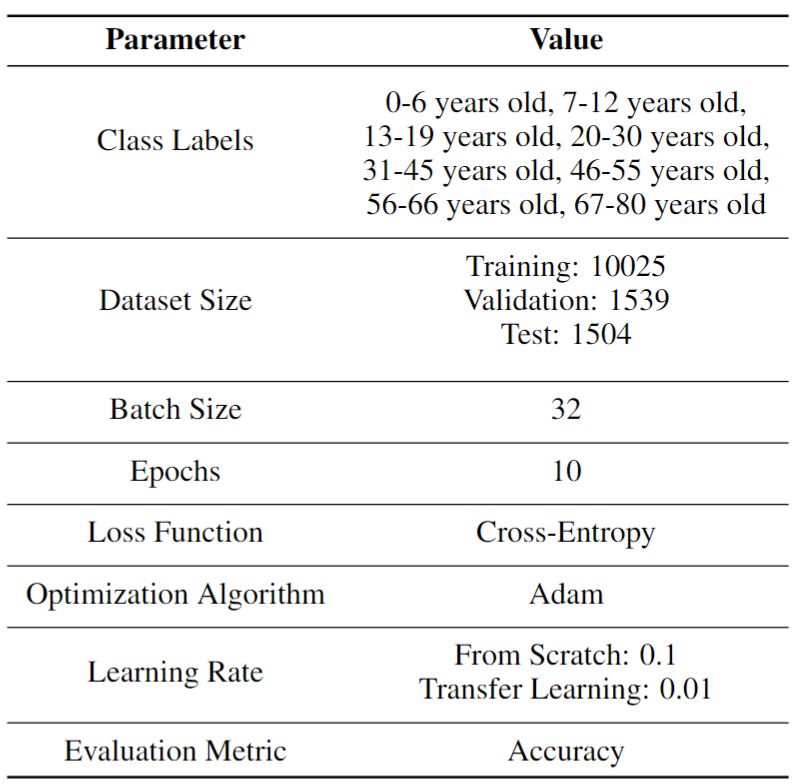 Parameter Value
Class Labels
0-6 years old, 7-12 years old,
13-19 years old, 20-30 years old,
31-45 years old, 46-55 years old,
56-66 years old, 67-80 years old
Dataset Size
Training: 10025
Validation: 1539
Test: 1504
Batch Size 32
Epochs 10
Loss Function Cross-Entropy
Optimization Algorithm Adam
Learning Rate
From Scratch: 0.1
Transfer Learning: 0.01
Evaluation Metric Accuracy